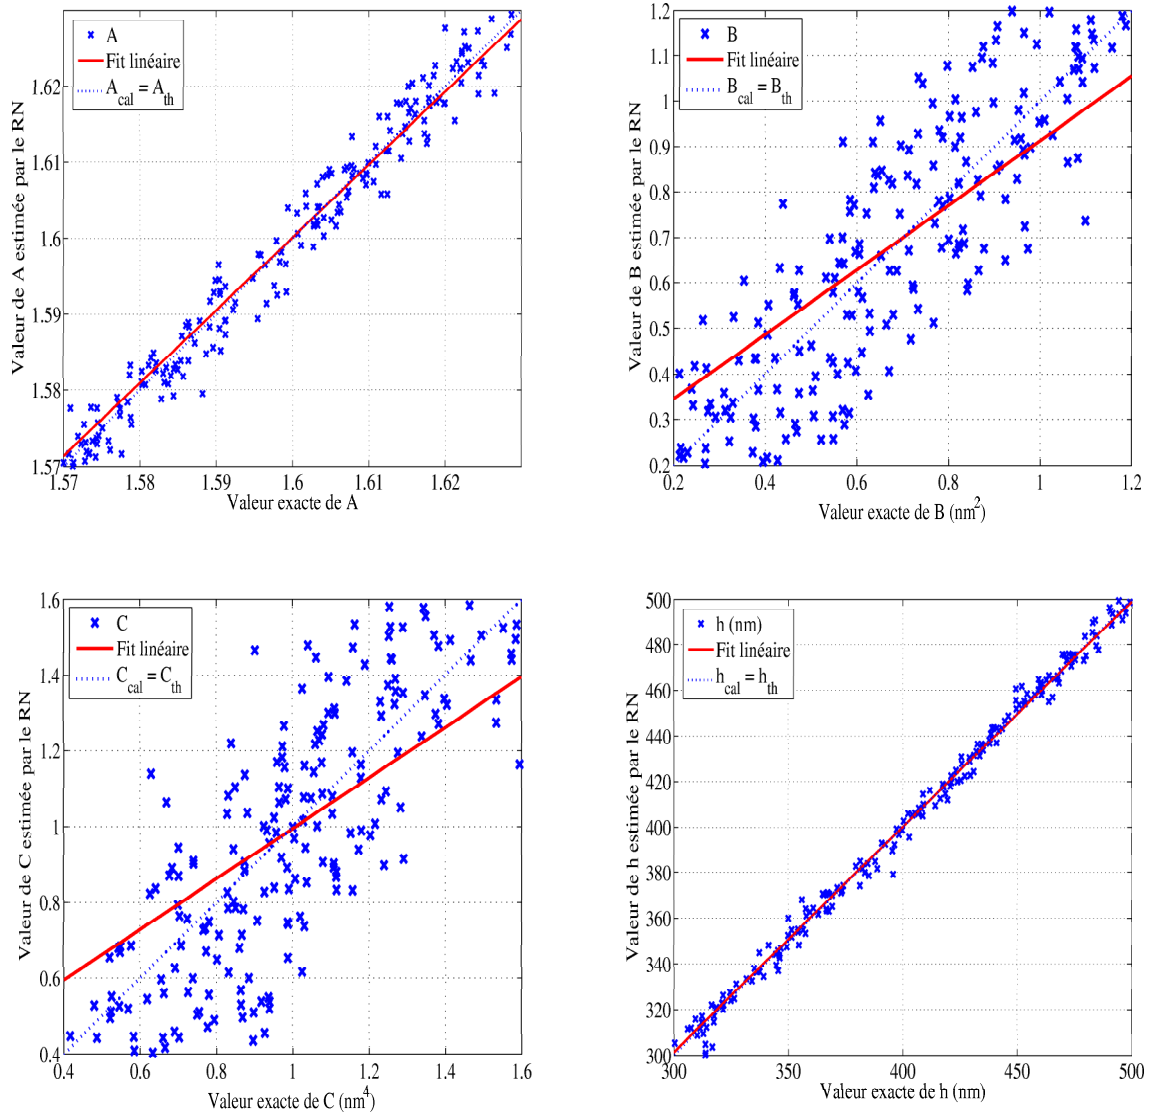 A
Fit linéaire
A_cal = A_th
1.62
1.61
1.6
1.59
1.58
1.57
1.57 1.58 1.59 1.6 1.61 1.62
Valeur exacte de A
Valeur de A estimée par le RN
B
Fit linéaire
B_cal = B_th
1.2
1.1
1
0.9
0.8
0.7
0.6
0.5
0.4
0.3
0.2
0.2 0.4 0.6 0.8 1 1.2
Valeur exacte de B (nm²)
Valeur de B estimée par le RN
C
Fit linéaire
C_cal = C_th
1.6
1.4
1.2
1
0.8
0.6
0.4
0.4 0.6 0.8 1 1.2 1.4 1.6
Valeur exacte de C (nm⁴)
Valeur de C estimée par le RN
h (nm)
Fit linéaire
h_cal = h_th
500
480
460
440
420
400
380
360
340
320
300
300 350 400 450 500
Valeur exacte de h (nm)
Valeur de h estimée par le RN